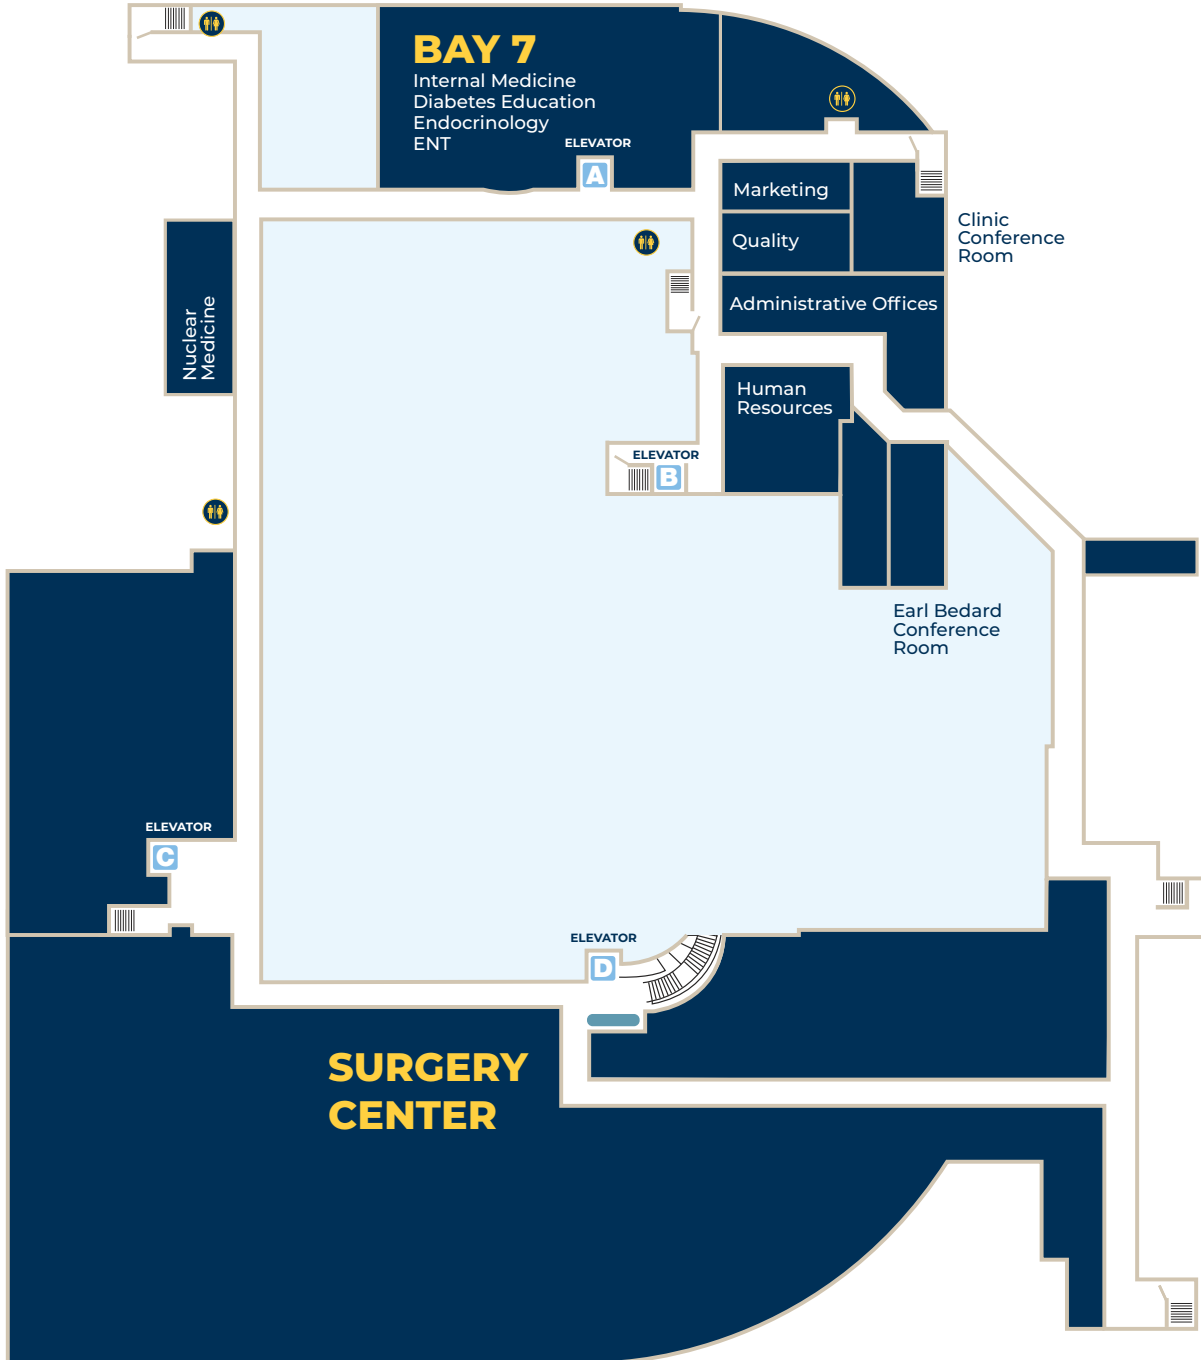 BAY 7
Internal Medicine
Diabetes Education
Endocrinology
ENT
ELEVATOR
A
Marketing
Quality
Administrative Offices
Clinic
Conference
Room
Nuclear
Medicine
Human
Resources
ELEVATOR
B
Earl Bedard
Conference
Room
ELEVATOR
C
ELEVATOR
D
SURGERY
CENTER